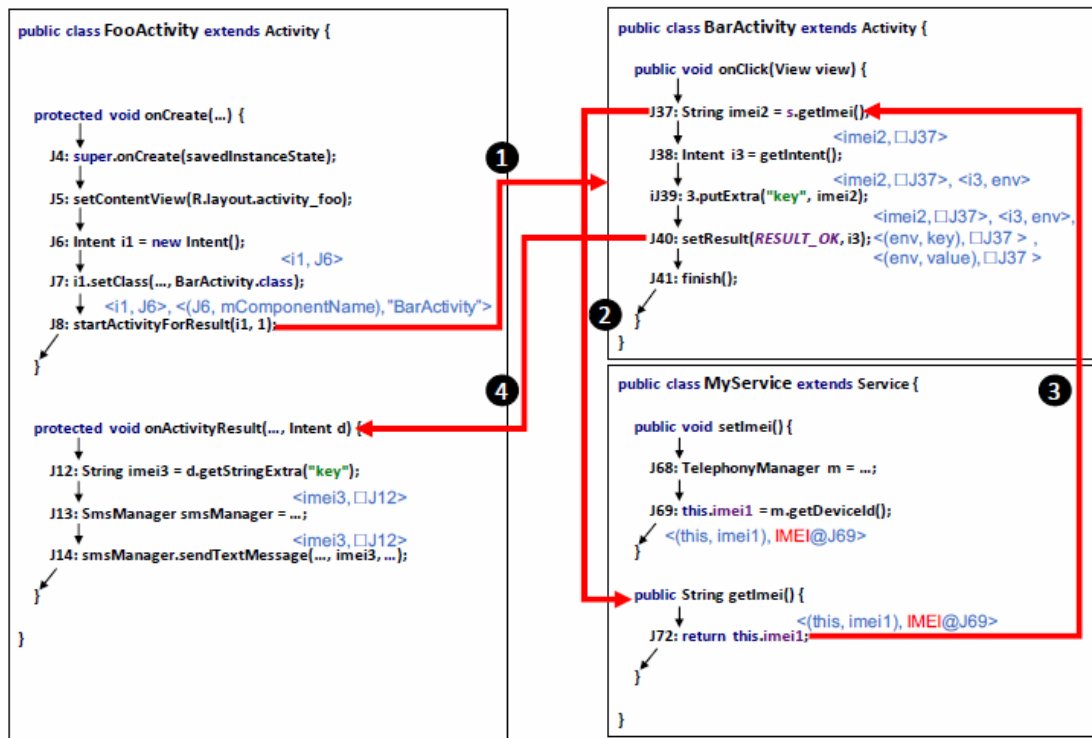 public class FooActivity extends Activity {
protected void onCreate(…) {
J4: super.onCreate(savedInstanceState);
J5: setContentView(R.layout.activity_foo);
J6: Intent i1 = new Intent();
<i1, J6>
J7: i1.setClass(…, BarActivity.class);
<i1, J6>, <(J6, mComponentName), "BarActivity">
J8: startActivityForResult(i1, 1);
}
protected void onActivityResult(…, Intent d) {
J12: String imei3 = d.getStringExtra("key");
<imei3, □J12>
J13: SmsManager smsManager = …;
<imei3, □J12>
J14: smsManager.sendTextMessage(…, imei3, …);
}
}
1
4
public class BarActivity extends Activity {
public void onClick(View view) {
J37: String imei2 = s.getImei();
<imei2, □J37>
J38: Intent i3 = getIntent();
<imei2, □J37>, <i3, env>
iJ39: 3.putExtra("key", imei2);
<imei2, □J37>, <i3, env>,
J40: setResult(RESULT_OK, i3); <(env, key), □J37 > ,
<(env, value), □J37 >
J41: finish();
2
}
}
public class MyService extends Service {
3
public void setImei() {
J68: TelephonyManager m = …;
J69: this.imei1 = m.getDeviceId();
<(this, imei1), IMEI@J69>
}
public String getImei() {
<(this, imei1), IMEI@J69>
J72: return this.imei1;
}
}